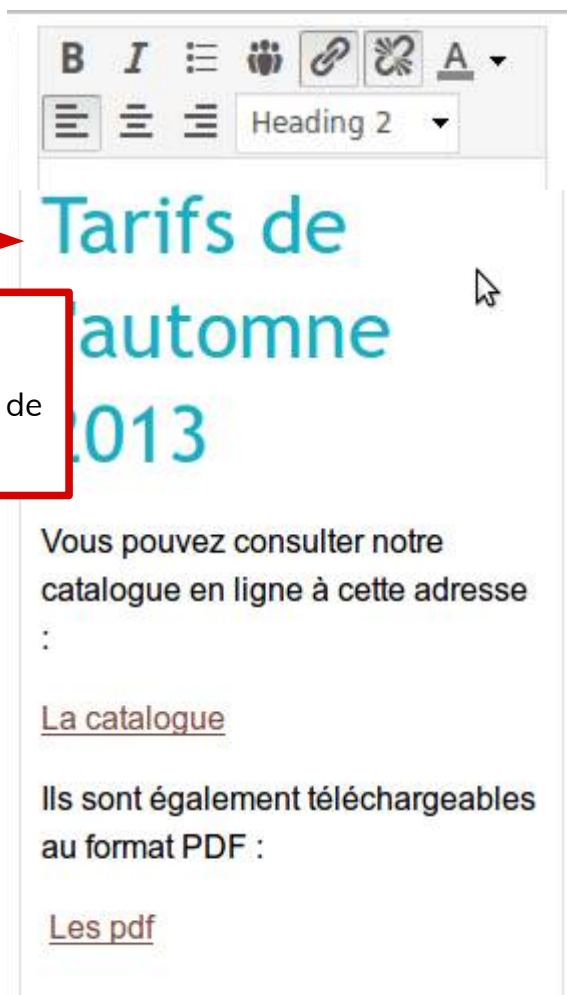 B I A
Heading 2
Tarifs de
'automne
de
2013
Vous pouvez consulter notre
catalogue en ligne à cette adresse
:
La catalogue
Ils sont également téléchargeables
au format PDF :
Les pdf